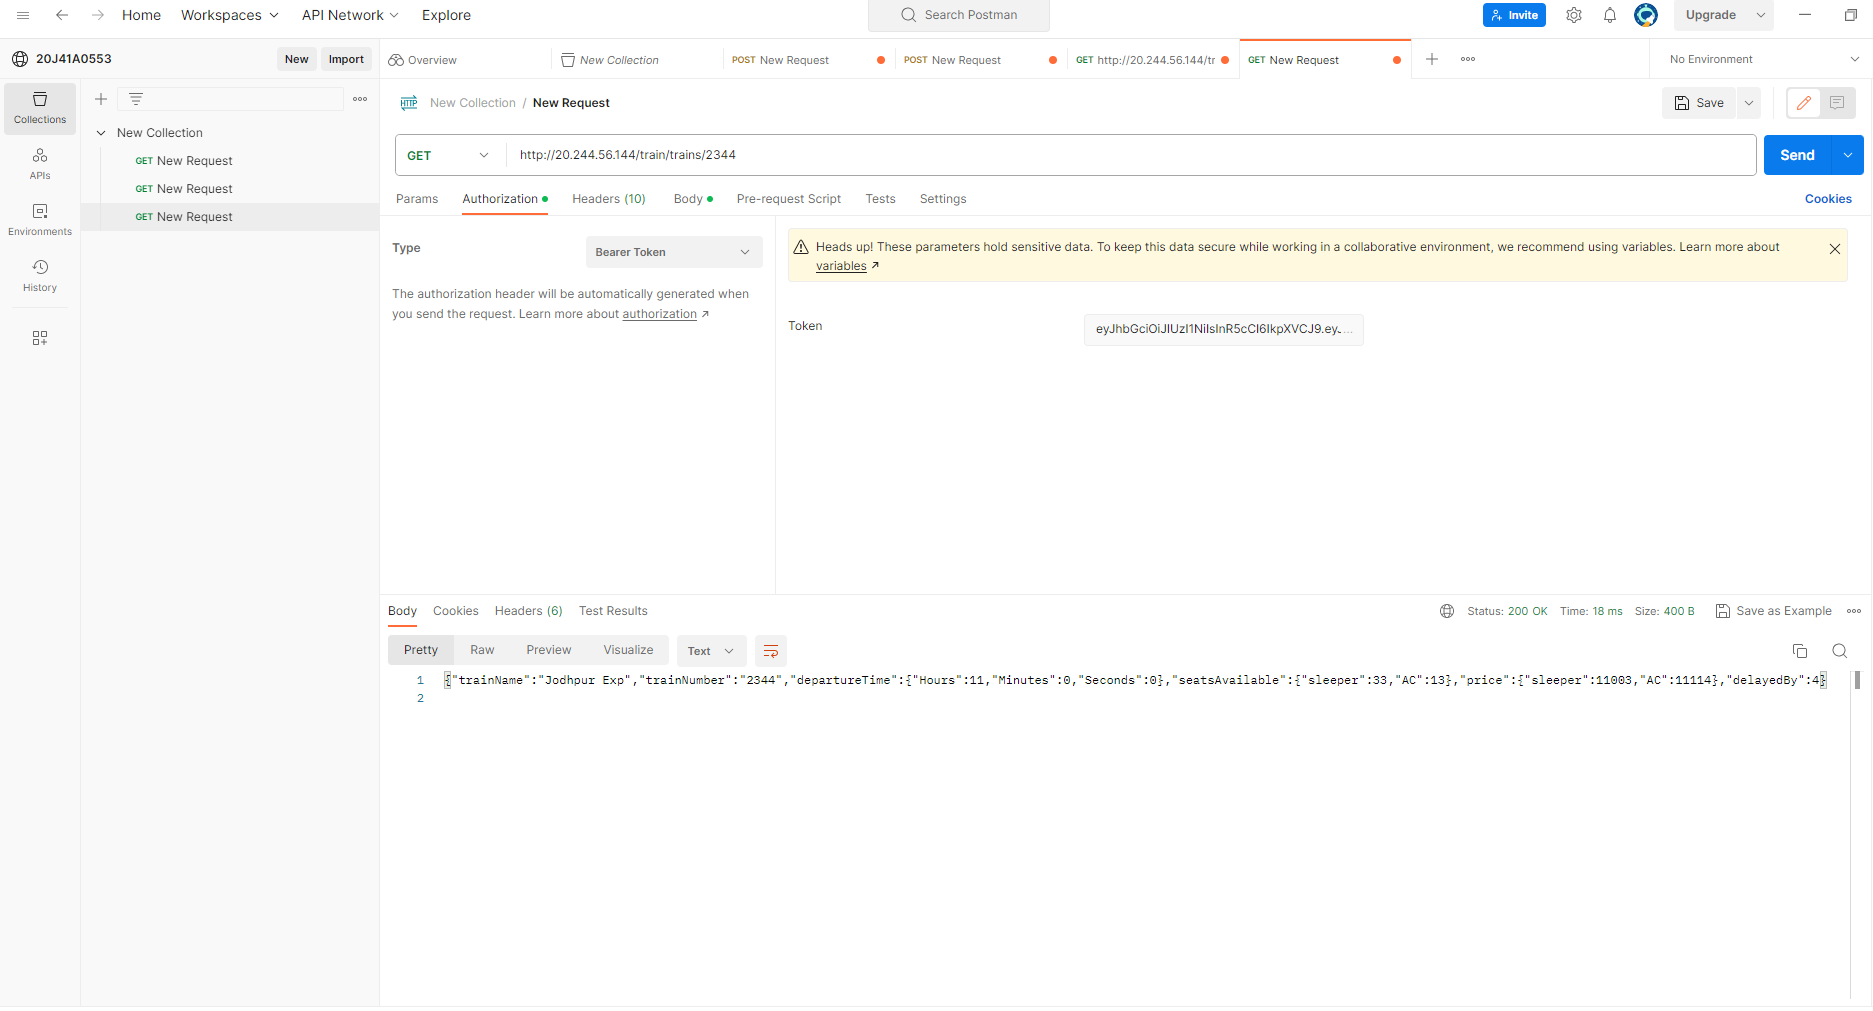 Home Workspaces API Network Explore Search Postman Invite Upgrade
20J41A0553 New Import Overview New Collection POST New Request POST New Request GET http://20.244.56.144/tr GET New Request No Environment
Collections
APIs
Environments
History
New Collection
GET New Request
GET New Request
GET New Request
New Collection / New Request Save
GET http://20.244.56.144/train/trains/2344 Send
Params Authorization Headers (10) Body Pre-request Script Tests Settings Cookies
Type Bearer Token
The authorization header will be automatically generated when
you send the request. Learn more about authorization ↗
Heads up! These parameters hold sensitive data. To keep this data secure while working in a collaborative environment, we recommend using variables. Learn more about
variables ↗
Token
Body Cookies Headers (6) Test Results Status: 200 OK Time: 18 ms Size: 400 B Save as Example
Pretty Raw Preview Visualize Text
1 {"trainName":"Jodhpur Exp","trainNumber":"2344","departureTime":{"Hours":11,"Minutes":0,"Seconds":0},"seatsAvailable":{"sleeper":33,"AC":13},"price":{"sleeper":11003,"AC":11114},"delayedBy":4}
2